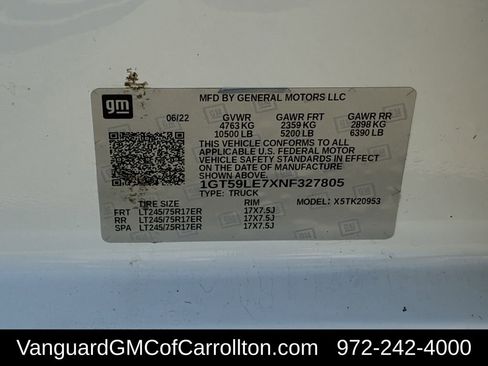 gm
MFD BY GENERAL MOTORS LLC
06/22 GVWR GAWR FRT GAWR RR
4763 KG 2359 KG 2898 KG
10500 LB 5200 LB 6390 LB
THIS VEHICLE CONFORMS TO ALL
APPLICABLE U.S. FEDERAL MOTOR
VEHICLE SAFETY STANDARDS IN EFFECT
ON THE DATE OF MANUFACTURE
SHOWN ABOVE.
1GT59LE7XNF327805
TYPE: TRUCK
TIRE SIZE RIM MODEL: X5TK20953
FRT LT245/75R17ER 17X7.5J
RR LT245/75R17ER 17X7.5J
SPA LT245/75R17ER 17X7.5J
VanguardGMCofCarrollton.com 972-242-4000